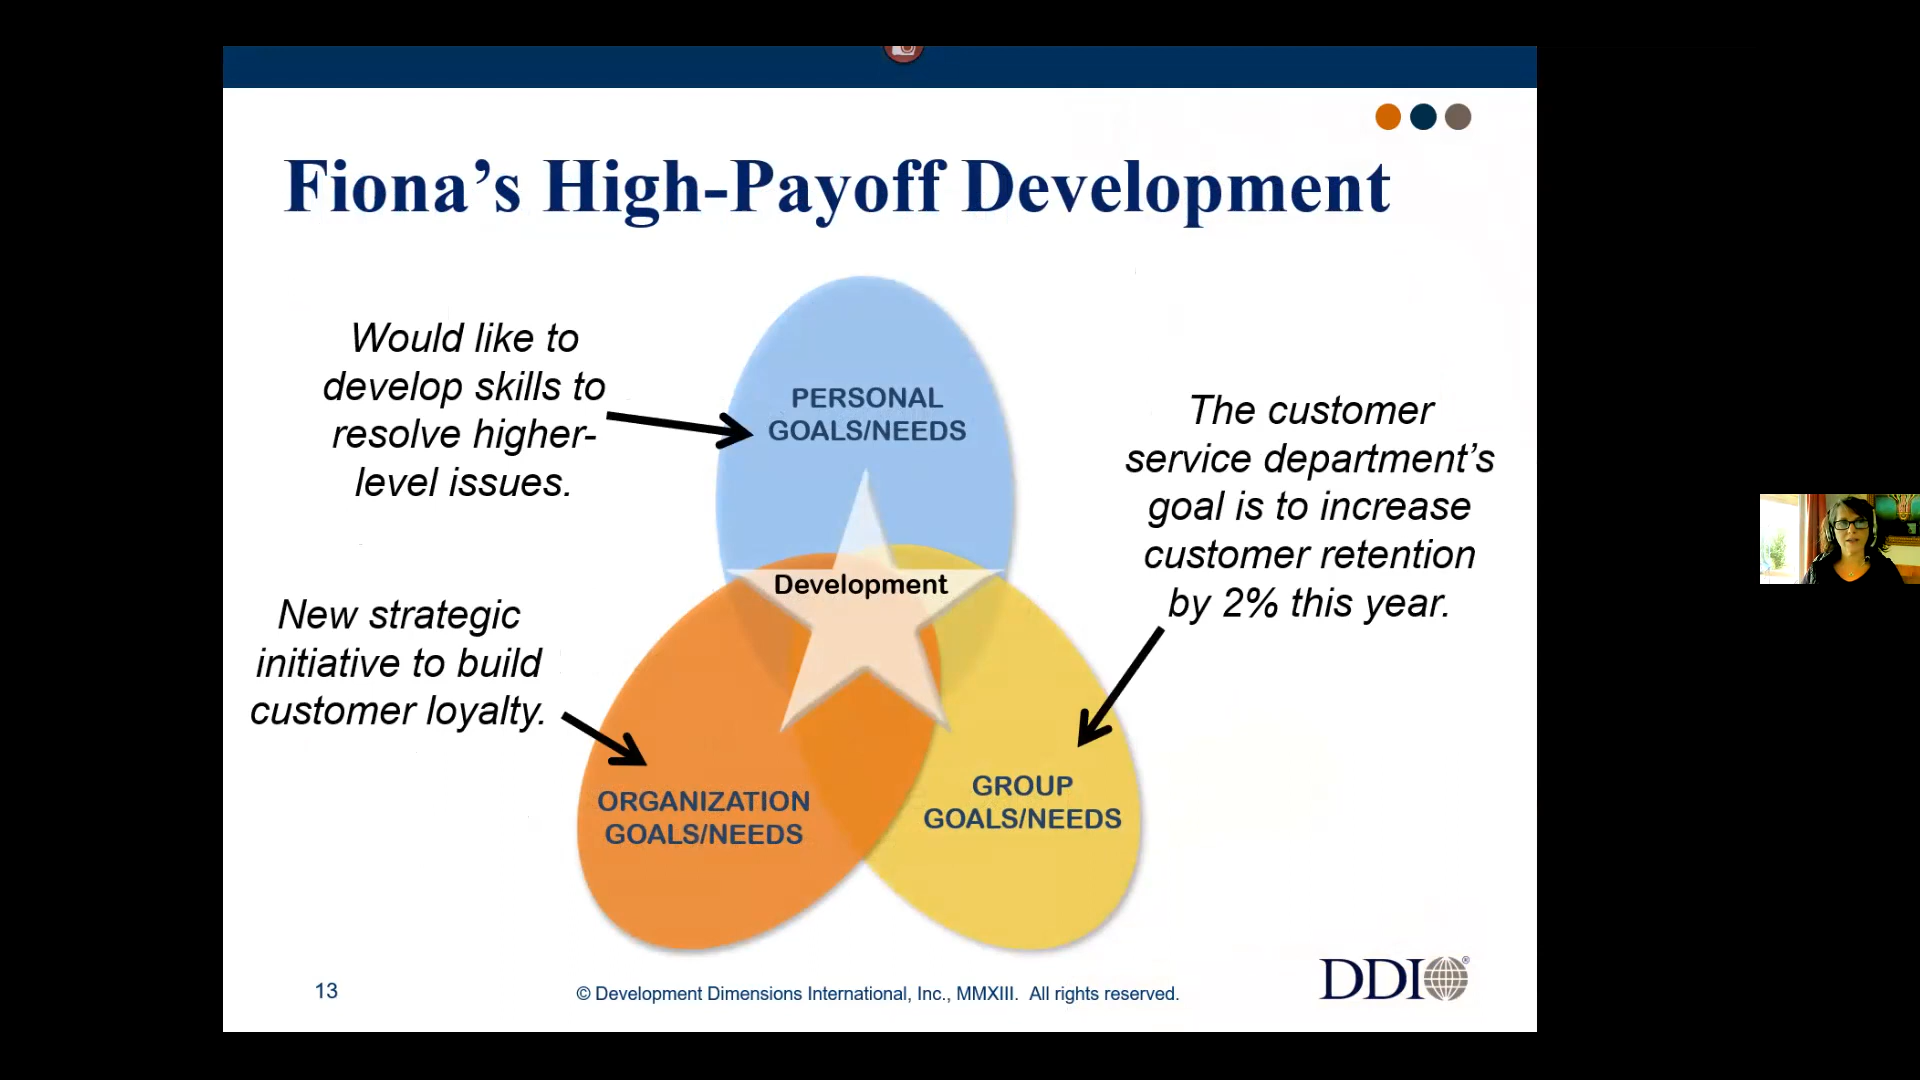 Fiona’s High-Payoff Development
Would like to
develop skills to
resolve higher-
level issues.
PERSONAL
GOALS/NEEDS
The customer
service department’s
goal is to increase
customer retention
by 2% this year.
Development
New strategic
initiative to build
customer loyalty.
ORGANIZATION
GOALS/NEEDS
GROUP
GOALS/NEEDS
13
© Development Dimensions International, Inc., MMXIII. All rights reserved.
DDI®